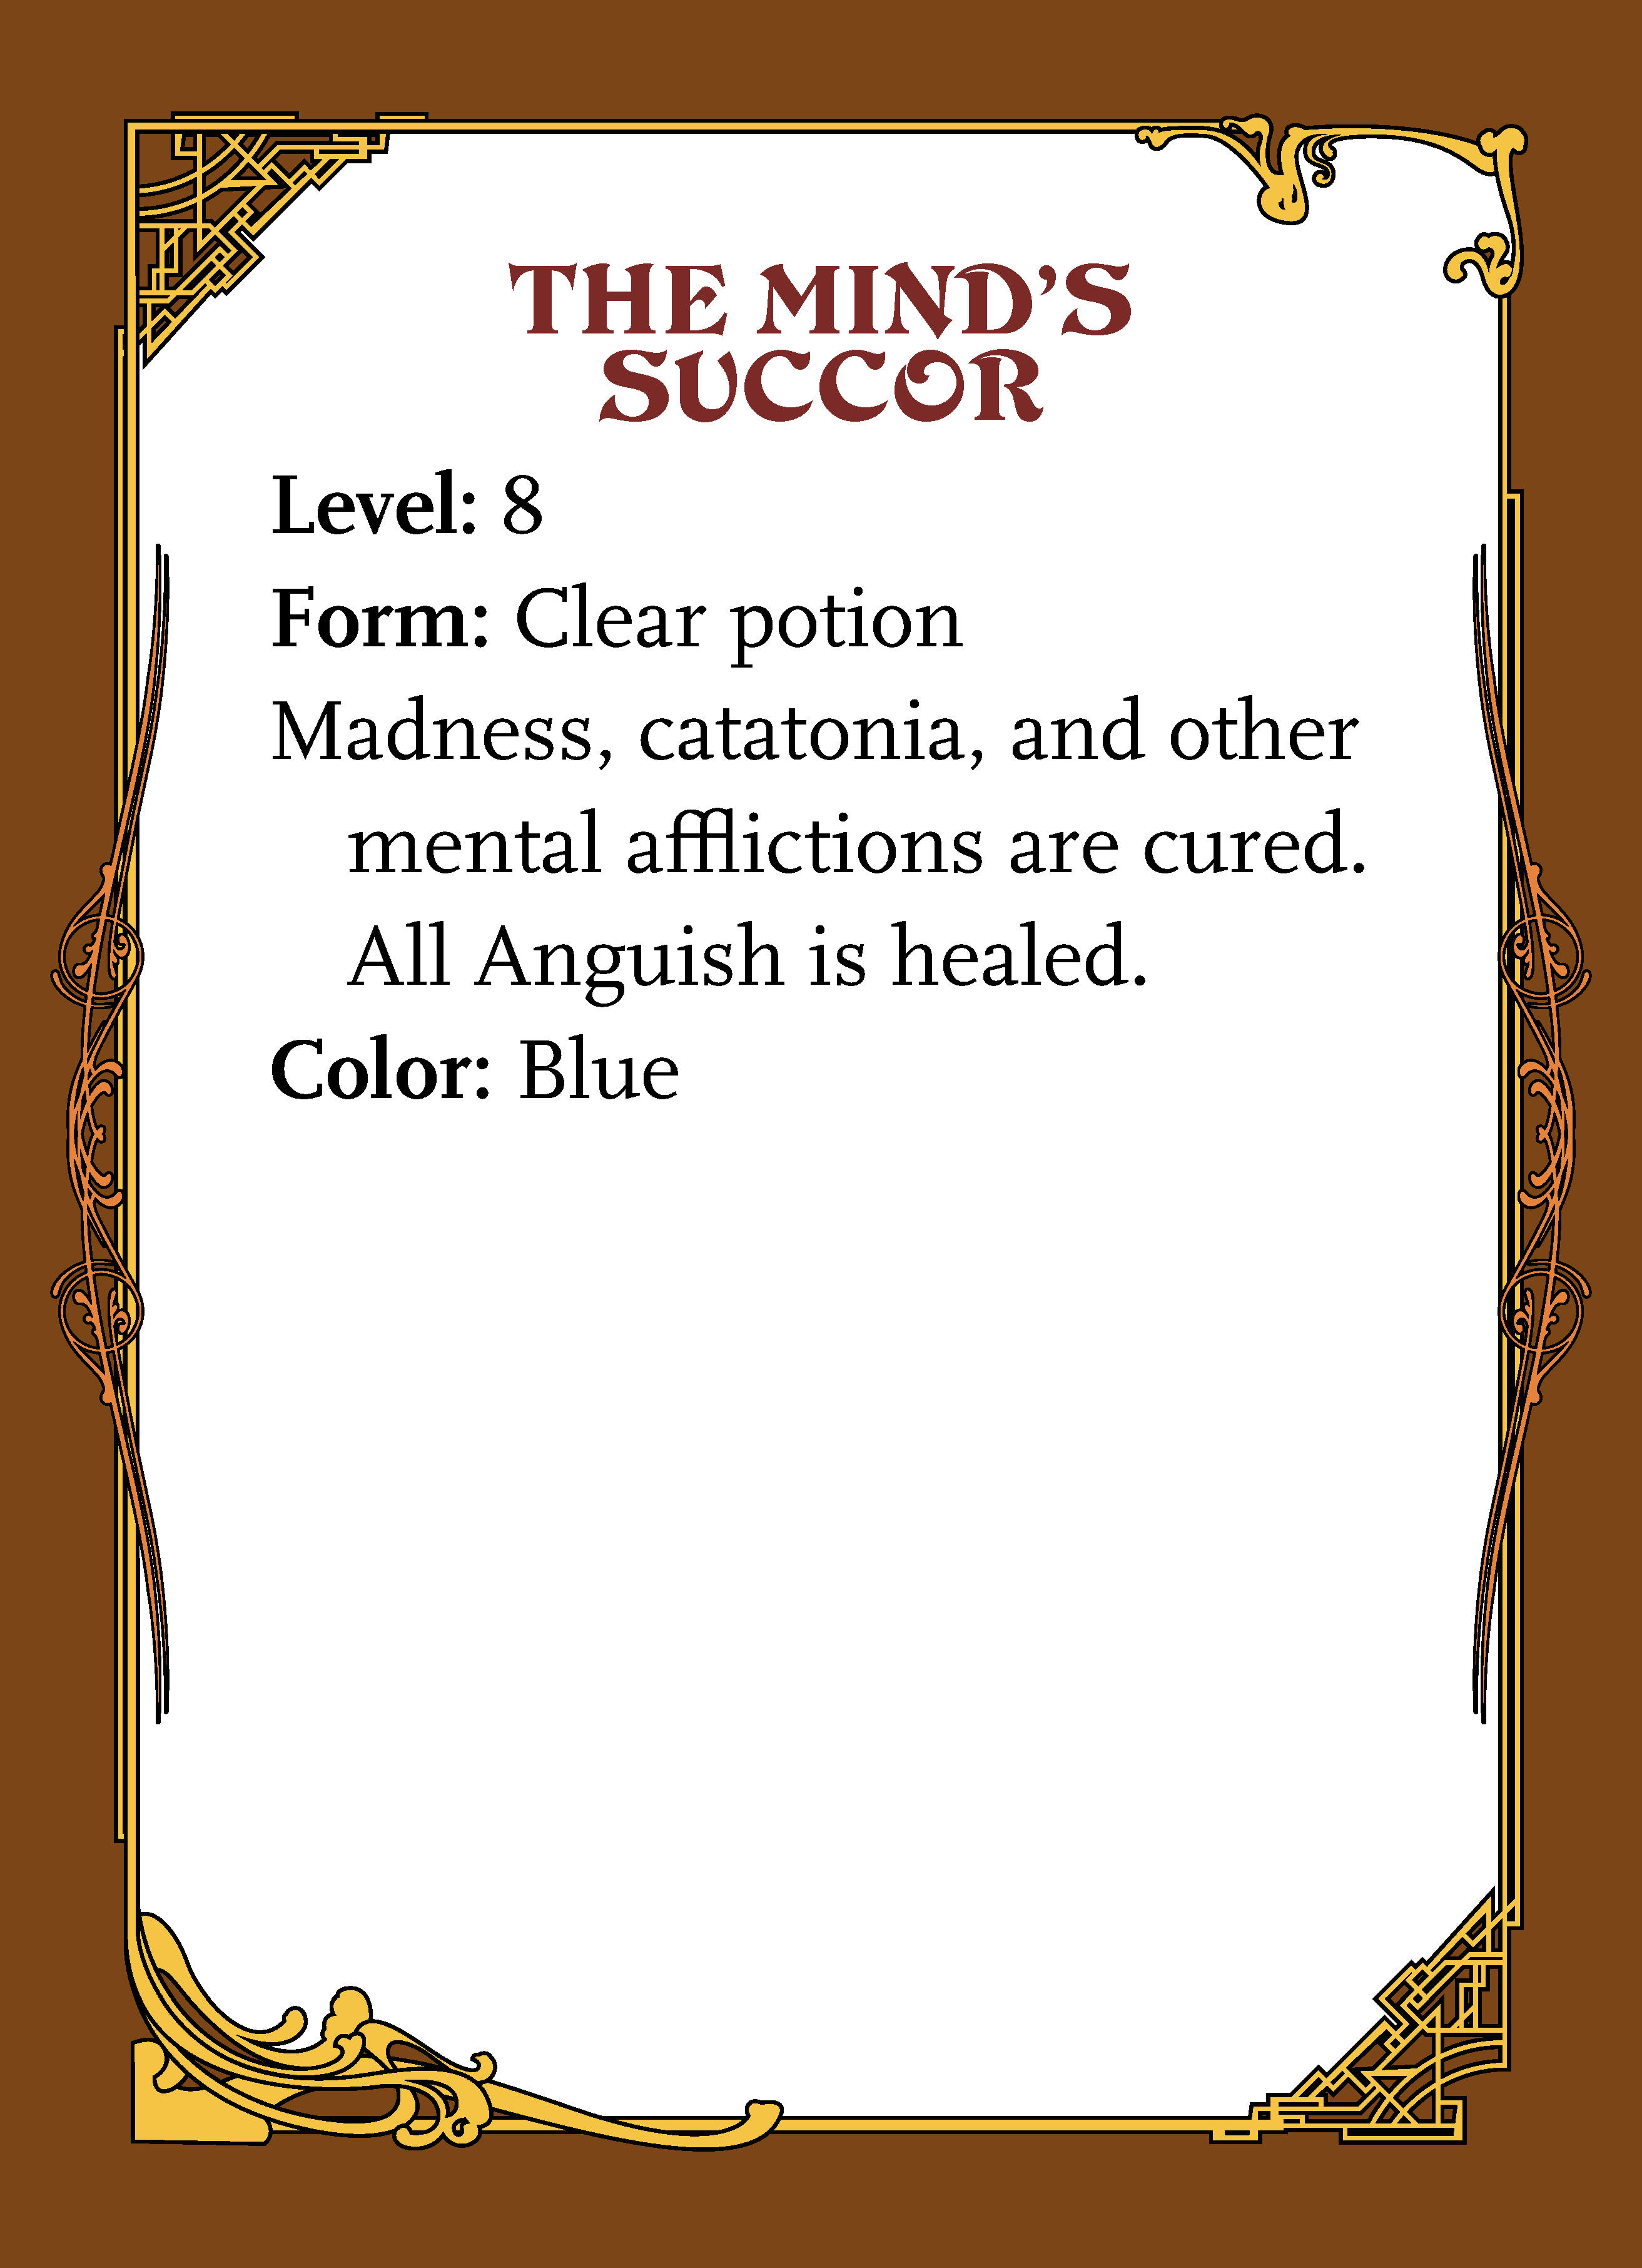 THE MIND’S
SUCCOR
Level: 8
Form: Clear potion
Madness, catatonia, and other
mental afflictions are cured.
All Anguish is healed.
Color: Blue